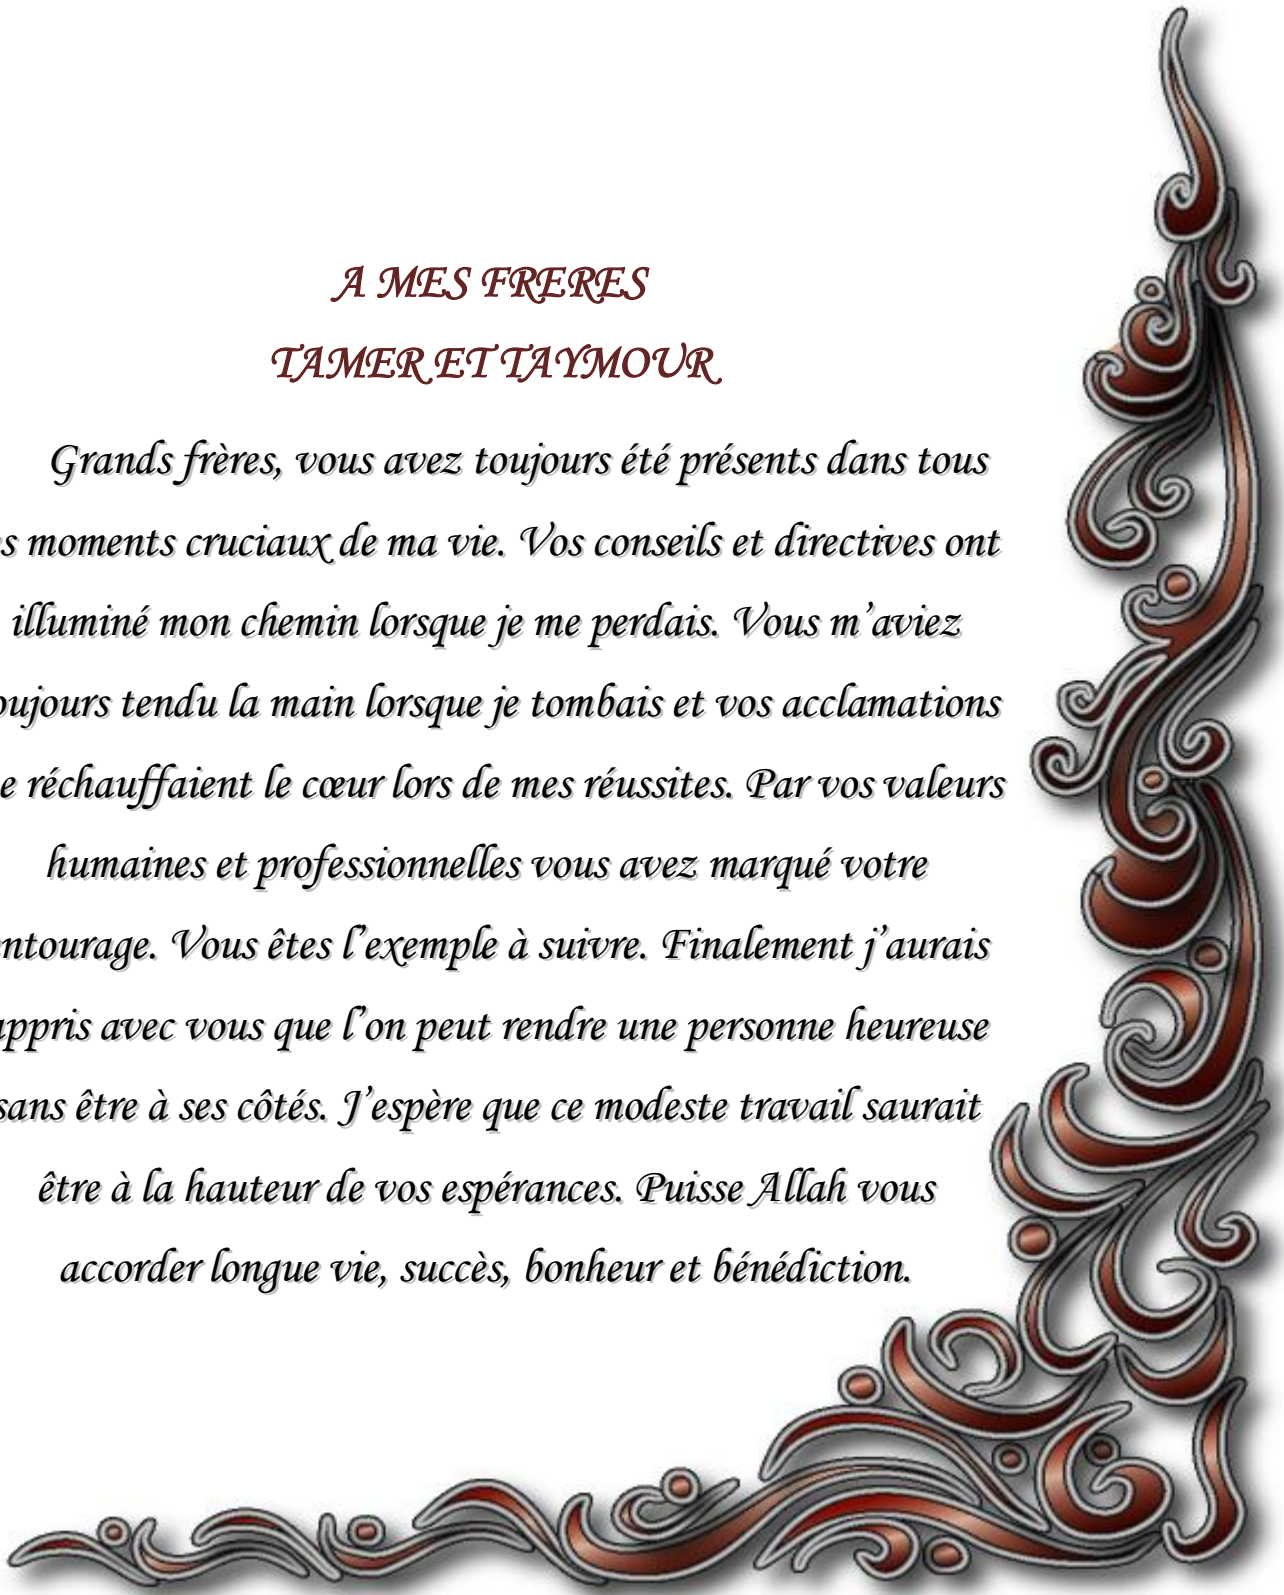 A MES FRERES
TAMER ET TAYMOUR
Grands frères, vous avez toujours été présents dans tous
s moments cruciaux de ma vie. Vos conseils et directives ont
illuminé mon chemin lorsque je me perdais. Vous m’aviez
oujours tendu la main lorsque je tombais et vos acclamations
e réchauffaient le cœur lors de mes réussites. Par vos valeurs
humaines et professionnelles vous avez marqué votre
ntourage. Vous êtes l’exemple à suivre. Finalement j’aurais
appris avec vous que l’on peut rendre une personne heureuse
sans être à ses côtés. J’espère que ce modeste travail saurait
être à la hauteur de vos espérances. Puisse Allah vous
accorder longue vie, succès, bonheur et bénédiction.